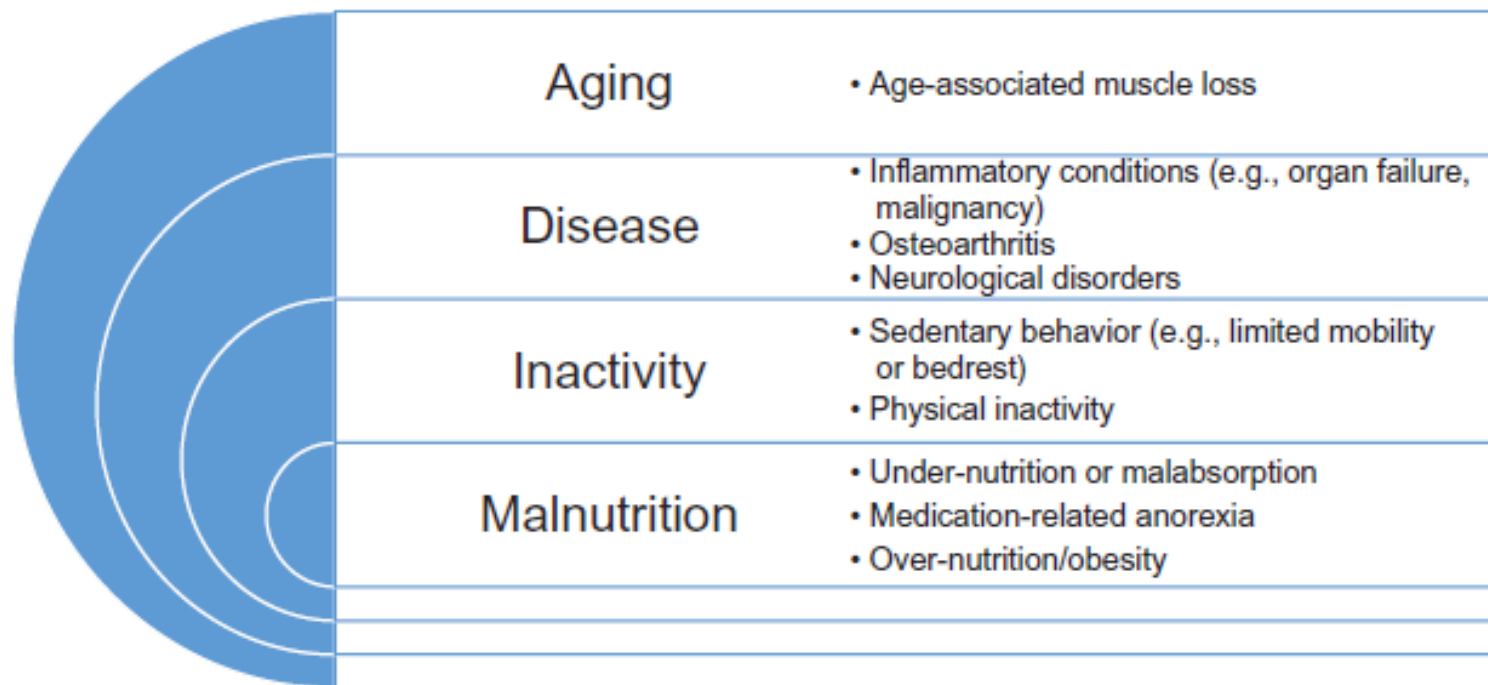 Aging
• Age-associated muscle loss
Disease
• Inflammatory conditions (e.g., organ failure,
malignancy)
• Osteoarthritis
• Neurological disorders
Inactivity
• Sedentary behavior (e.g., limited mobility
or bedrest)
• Physical inactivity
Malnutrition
• Under-nutrition or malabsorption
• Medication-related anorexia
• Over-nutrition/obesity